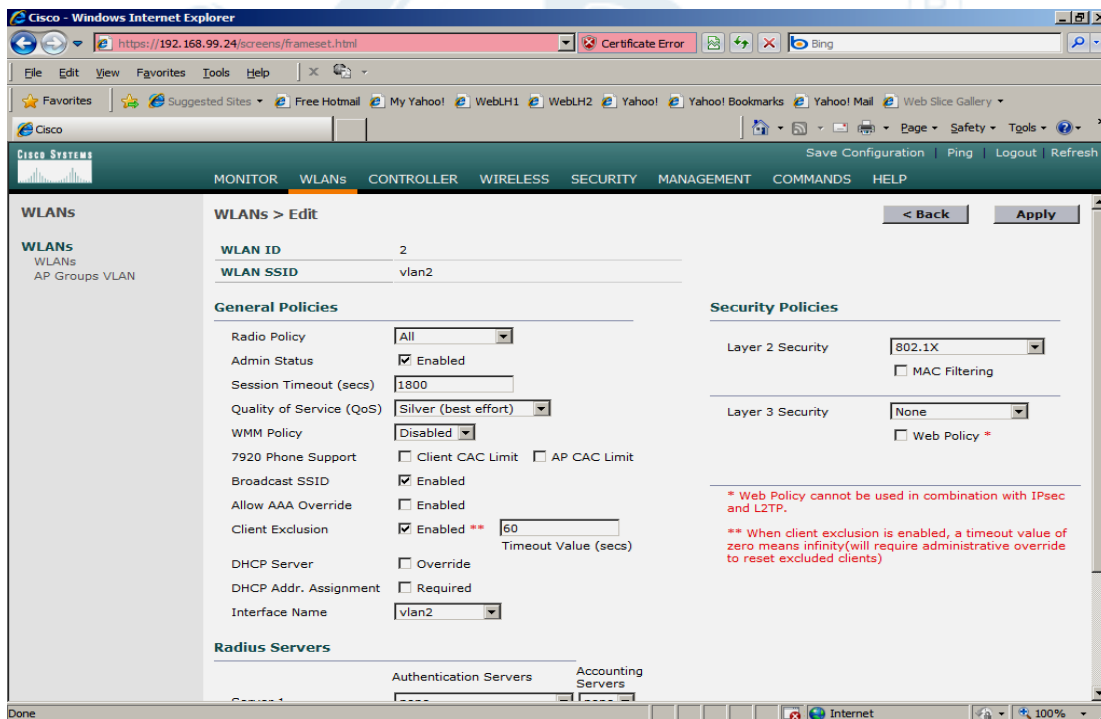 Cisco - Windows Internet Explorer
https://192.168.99.24/screens/frameset.html
Certificate Error
Bing
File Edit View Favorites Tools Help
Favorites Suggested Sites Free Hotmail My Yahoo! WebLH1 WebLH2 Yahoo! Yahoo! Bookmarks Yahoo! Mail Web Slice Gallery
Cisco
Page Safety Tools
CISCO SYSTEMS
Save Configuration | Ping | Logout | Refresh
MONITOR WLANs CONTROLLER WIRELESS SECURITY MANAGEMENT COMMANDS HELP
WLANs
WLANs
WLANs
AP Groups VLAN
WLANs > Edit
< Back
Apply
WLAN ID 2
WLAN SSID vlan2
General Policies
Radio Policy All
Admin Status Enabled
Session Timeout (secs) 1800
Quality of Service (QoS) Silver (best effort)
WMM Policy Disabled
7920 Phone Support Client CAC Limit AP CAC Limit
Broadcast SSID Enabled
Allow AAA Override Enabled
Client Exclusion Enabled ** 60
Timeout Value (secs)
DHCP Server Override
DHCP Addr. Assignment Required
Interface Name vlan2
Security Policies
Layer 2 Security 802.1X
MAC Filtering
Layer 3 Security None
Web Policy *
* Web Policy cannot be used in combination with IPsec
and L2TP.
** When client exclusion is enabled, a timeout value of
zero means infinity(will require administrative override
to reset excluded clients)
Radius Servers
Authentication Servers
Accounting
Servers
Done
Internet
100%